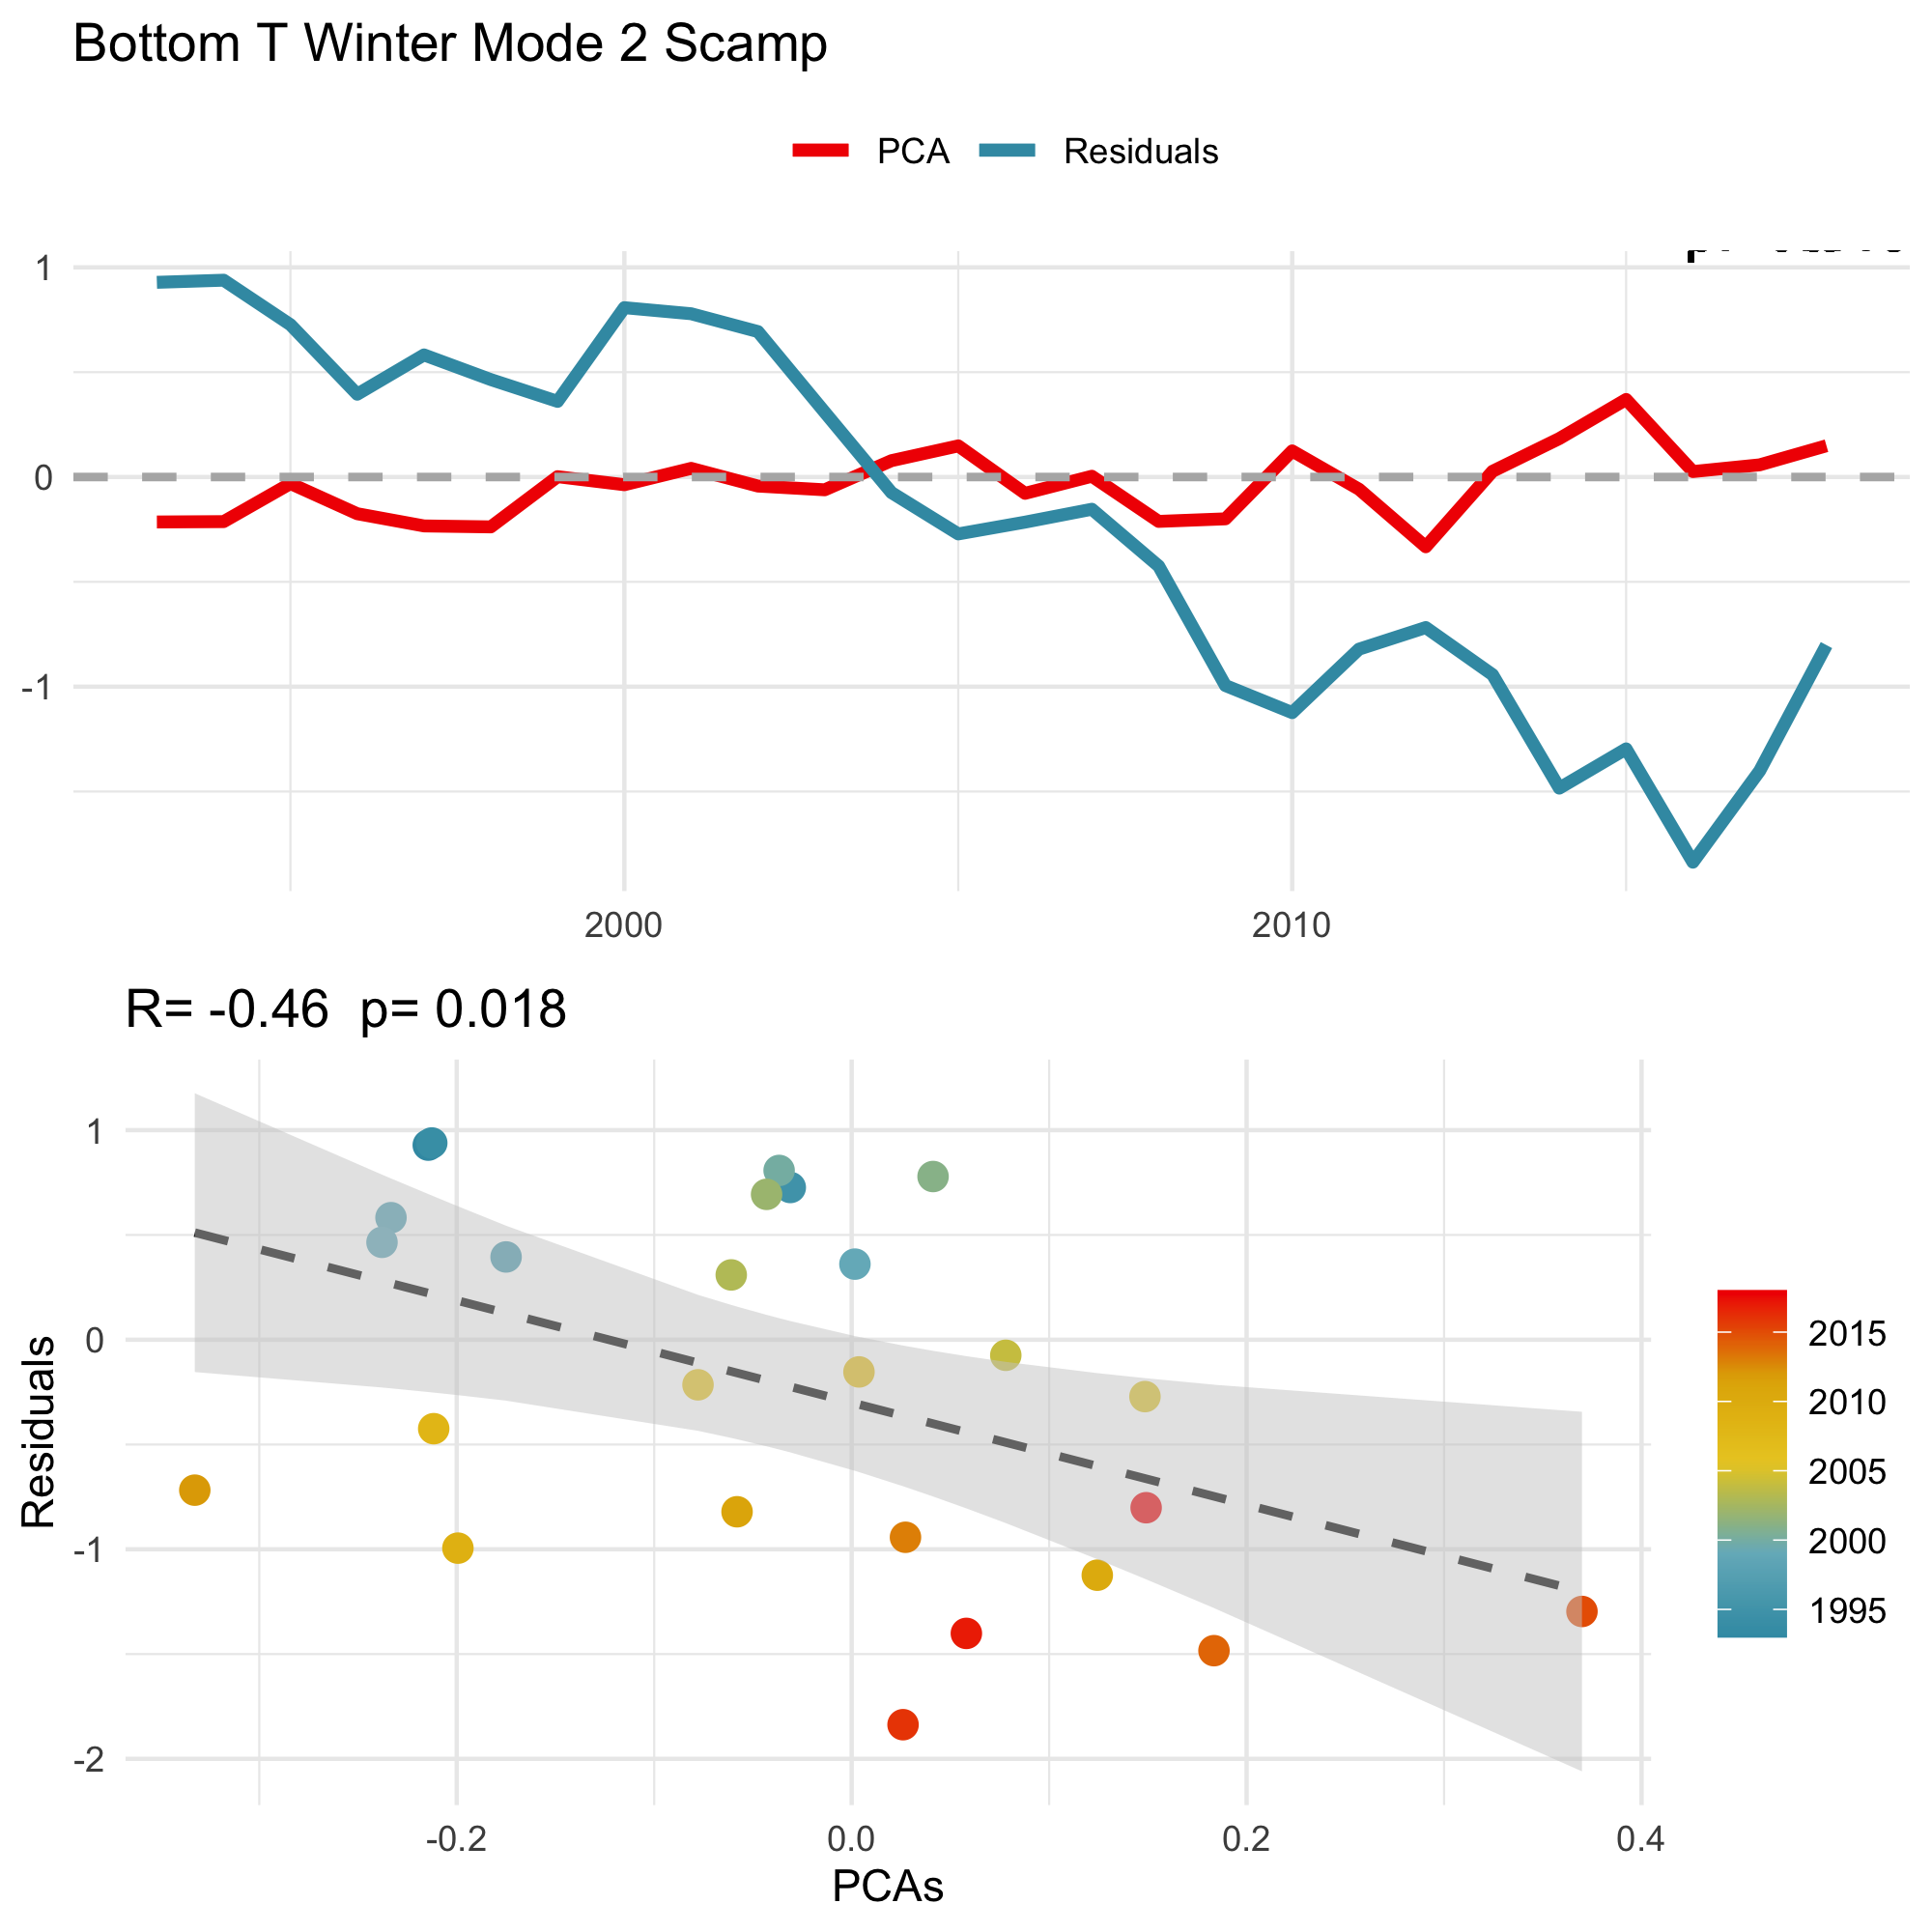 Bottom T Winter Mode 2 Scamp
PCA Residuals
1
0
-1
2000 2010
R= -0.46 p= 0.018
Residuals
1
0
-1
-2
-0.2 0.0 0.2 0.4
PCAs
2015
2010
2005
2000
1995